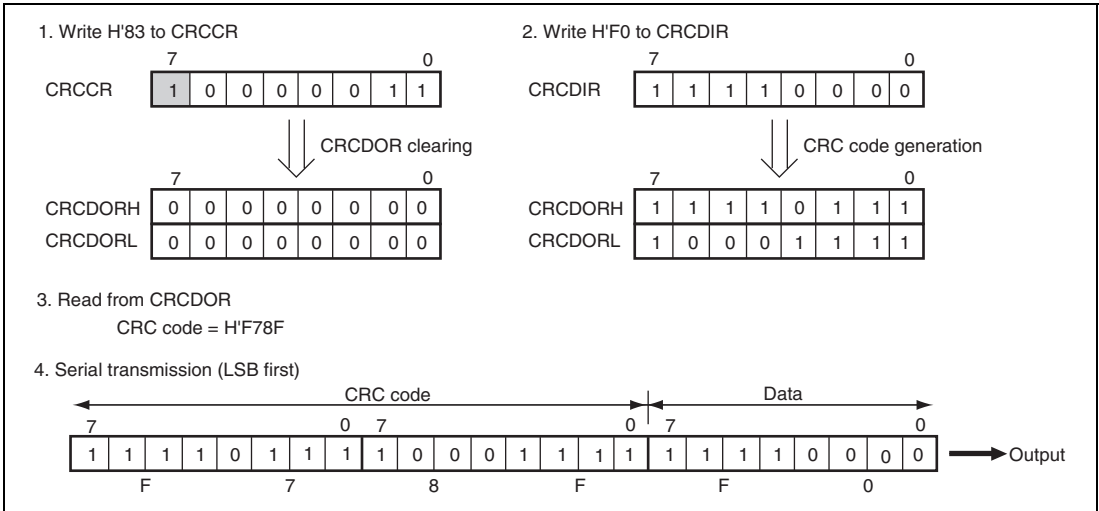 1. Write H'83 to CRCCR
7 0
CRCCR 1 0 0 0 0 0 1 1
CRCDOR clearing
7 0
CRCDORH 0 0 0 0 0 0 0 0
CRCDORL 0 0 0 0 0 0 0 0
2. Write H'F0 to CRCDIR
7 0
CRCDIR 1 1 1 1 0 0 0 0
CRC code generation
7 0
CRCDORH 1 1 1 1 0 1 1 1
CRCDORL 1 0 0 0 1 1 1 1
3. Read from CRCDOR
CRC code = H'F78F
4. Serial transmission (LSB first)
CRC code Data
7 0 7 0 7 0
1 1 1 1 0 1 1 1 1 0 0 0 1 1 1 1 1 1 1 1 0 0 0 0 Output
F 7 8 F F 0